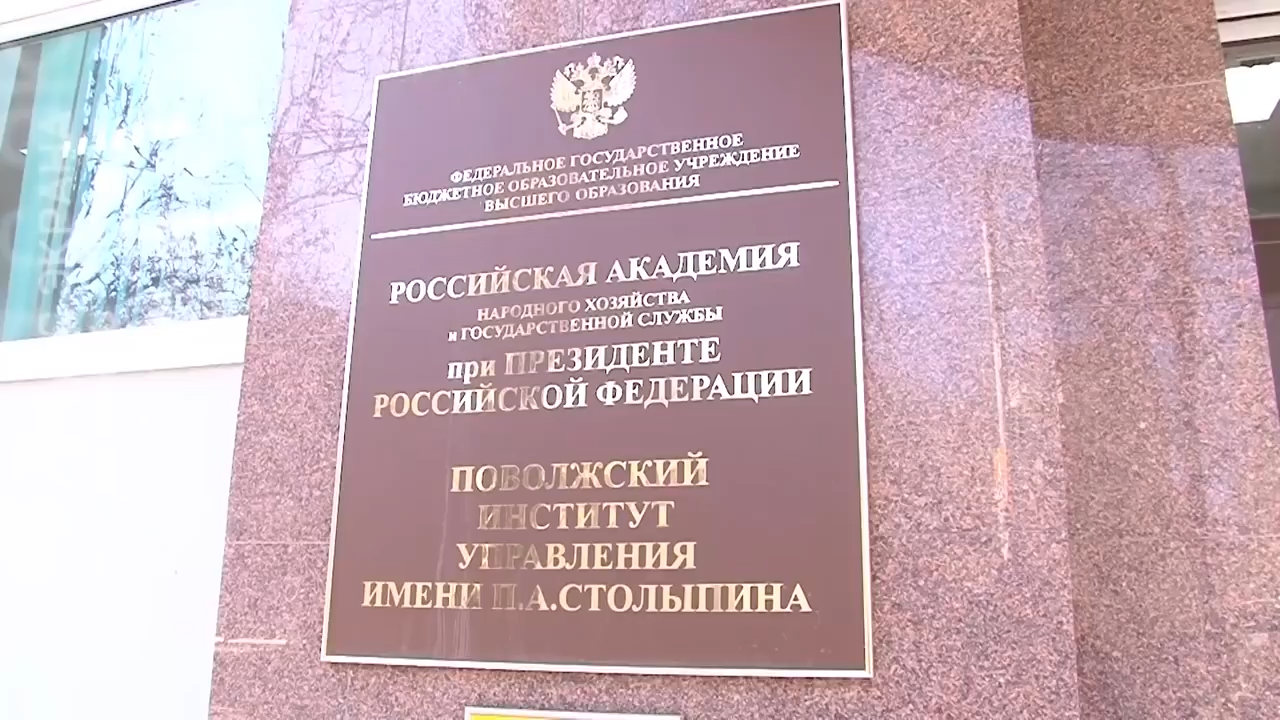 ФЕДЕРАЛЬНОЕ ГОСУДАРСТВЕННОЕ
БЮДЖЕТНОЕ ОБРАЗОВАТЕЛЬНОЕ УЧРЕЖДЕНИЕ
ВЫСШЕГО ОБРАЗОВАНИЯ
РОССИЙСКАЯ АКАДЕМИЯ
НАРОДНОГО ХОЗЯЙСТВА
и ГОСУДАРСТВЕННОЙ СЛУЖБЫ
при ПРЕЗИДЕНТЕ
РОССИЙСКОЙ ФЕДЕРАЦИИ
ПОВОЛЖСКИЙ
ИНСТИТУТ
УПРАВЛЕНИЯ
ИМЕНИ П.А.СТОЛЫПИНА